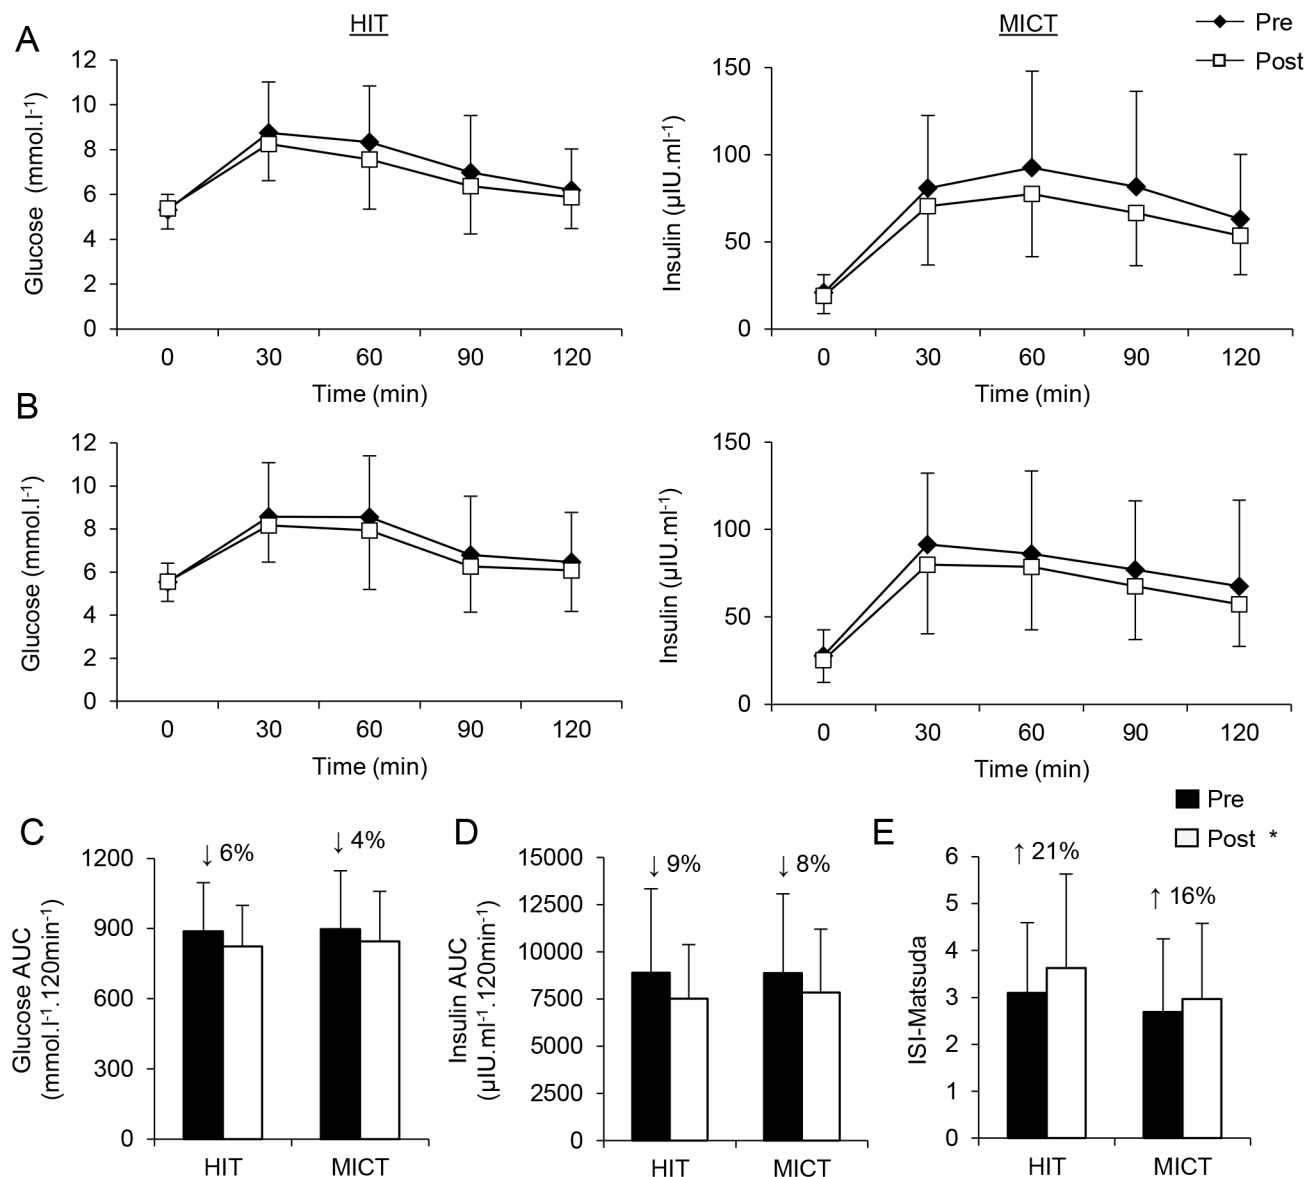 A
HIT
MICT
Pre
Post
12
10
8
6
4
2
0
Glucose (mmol.l⁻¹)
0 30 60 90 120
Time (min)
150
100
50
0
Insulin (µIU.ml⁻¹)
0 30 60 90 120
Time (min)
B
12
10
8
6
4
2
0
Glucose (mmol.l⁻¹)
0 30 60 90 120
Time (min)
150
100
50
0
Insulin (µIU.ml⁻¹)
0 30 60 90 120
Time (min)
Pre
Post *
C
↓ 6%
↓ 4%
1200
900
600
300
0
Glucose AUC
(mmol.l⁻¹.120min⁻¹)
HIT MICT
D
↓ 9%
↓ 8%
15000
12500
10000
7500
5000
2500
0
Insulin AUC
(µIU.ml⁻¹.120min⁻¹)
HIT MICT
E
↑ 21%
↑ 16%
6
5
4
3
2
1
0
ISI-Matsuda
HIT MICT